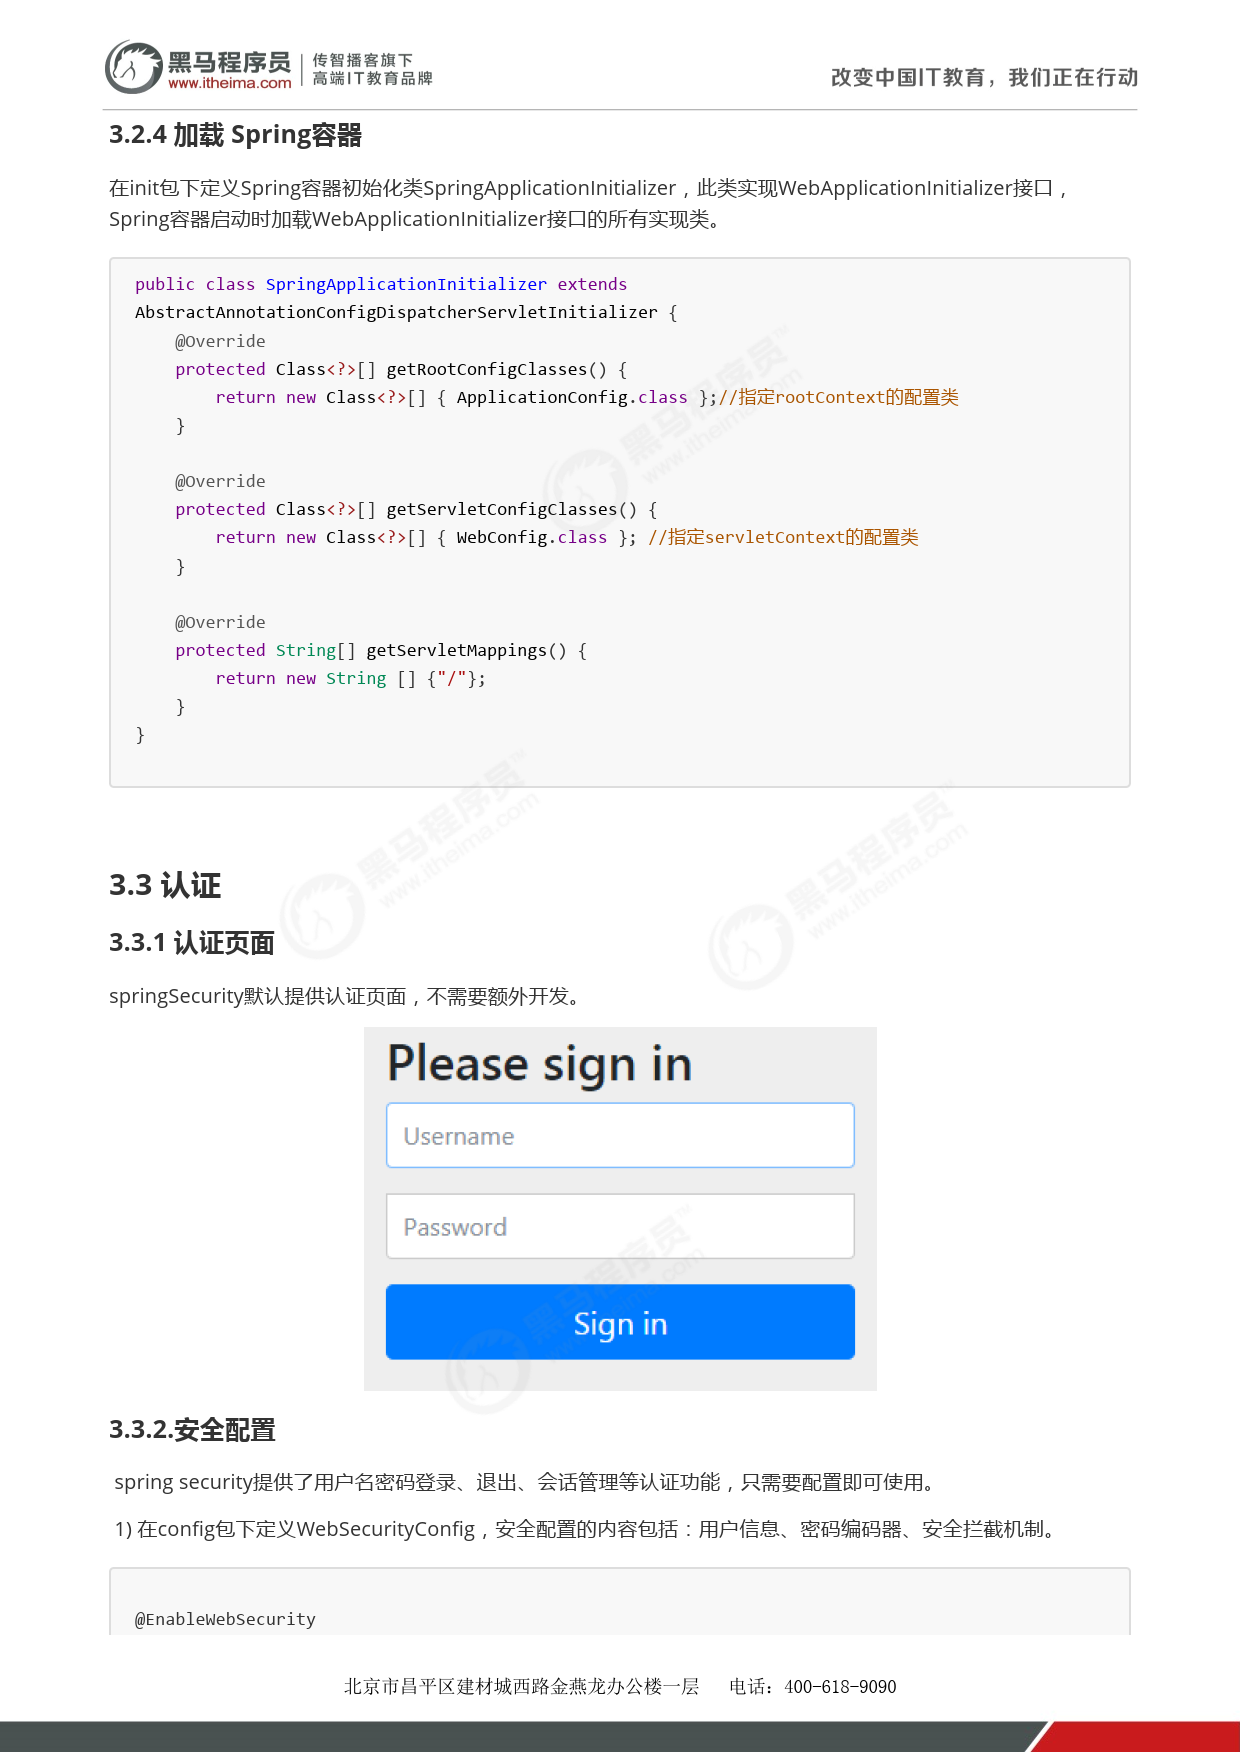 黑马程序员
www.itheima.com
传智播客旗下
高端IT教育品牌
改变中国IT教育，我们正在行动
3.2.4 加载 Spring容器
在init包下定义Spring容器初始化类SpringApplicationInitializer，此类实现WebApplicationInitializer接口，
Spring容器启动时加载WebApplicationInitializer接口的所有实现类。
public class SpringApplicationInitializer extends
AbstractAnnotationConfigDispatcherServletInitializer {
    @Override
    protected Class<?>[] getRootConfigClasses() {
        return new Class<?>[] { ApplicationConfig.class };//指定rootContext的配置类
    }
    @Override
    protected Class<?>[] getServletConfigClasses() {
        return new Class<?>[] { WebConfig.class }; //指定servletContext的配置类
    }
    @Override
    protected String[] getServletMappings() {
        return new String [] {"/"};
    }
}
3.3 认证
3.3.1 认证页面
springSecurity默认提供认证页面，不需要额外开发。
Please sign in
Username
Password
Sign in
3.3.2.安全配置
spring security提供了用户名密码登录、退出、会话管理等认证功能，只需要配置即可使用。
1) 在config包下定义WebSecurityConfig，安全配置的内容包括：用户信息、密码编码器、安全拦截机制。
@EnableWebSecurity
北京市昌平区建材城西路金燕龙办公楼一层 电话：400-618-9090